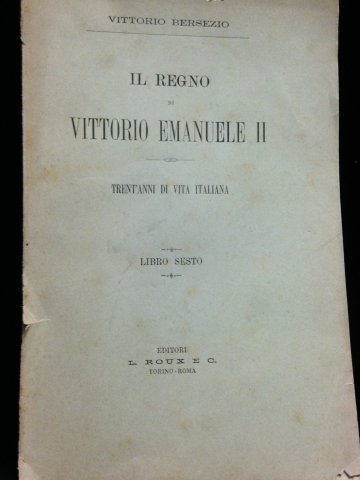 VITTORIO BERSEZIO
IL REGNO
DI
VITTORIO EMANUELE II
TRENT'ANNI DI VITA ITALIANA
LIBRO SESTO
EDITORI
L. ROUX E C.
TORINO-ROMA